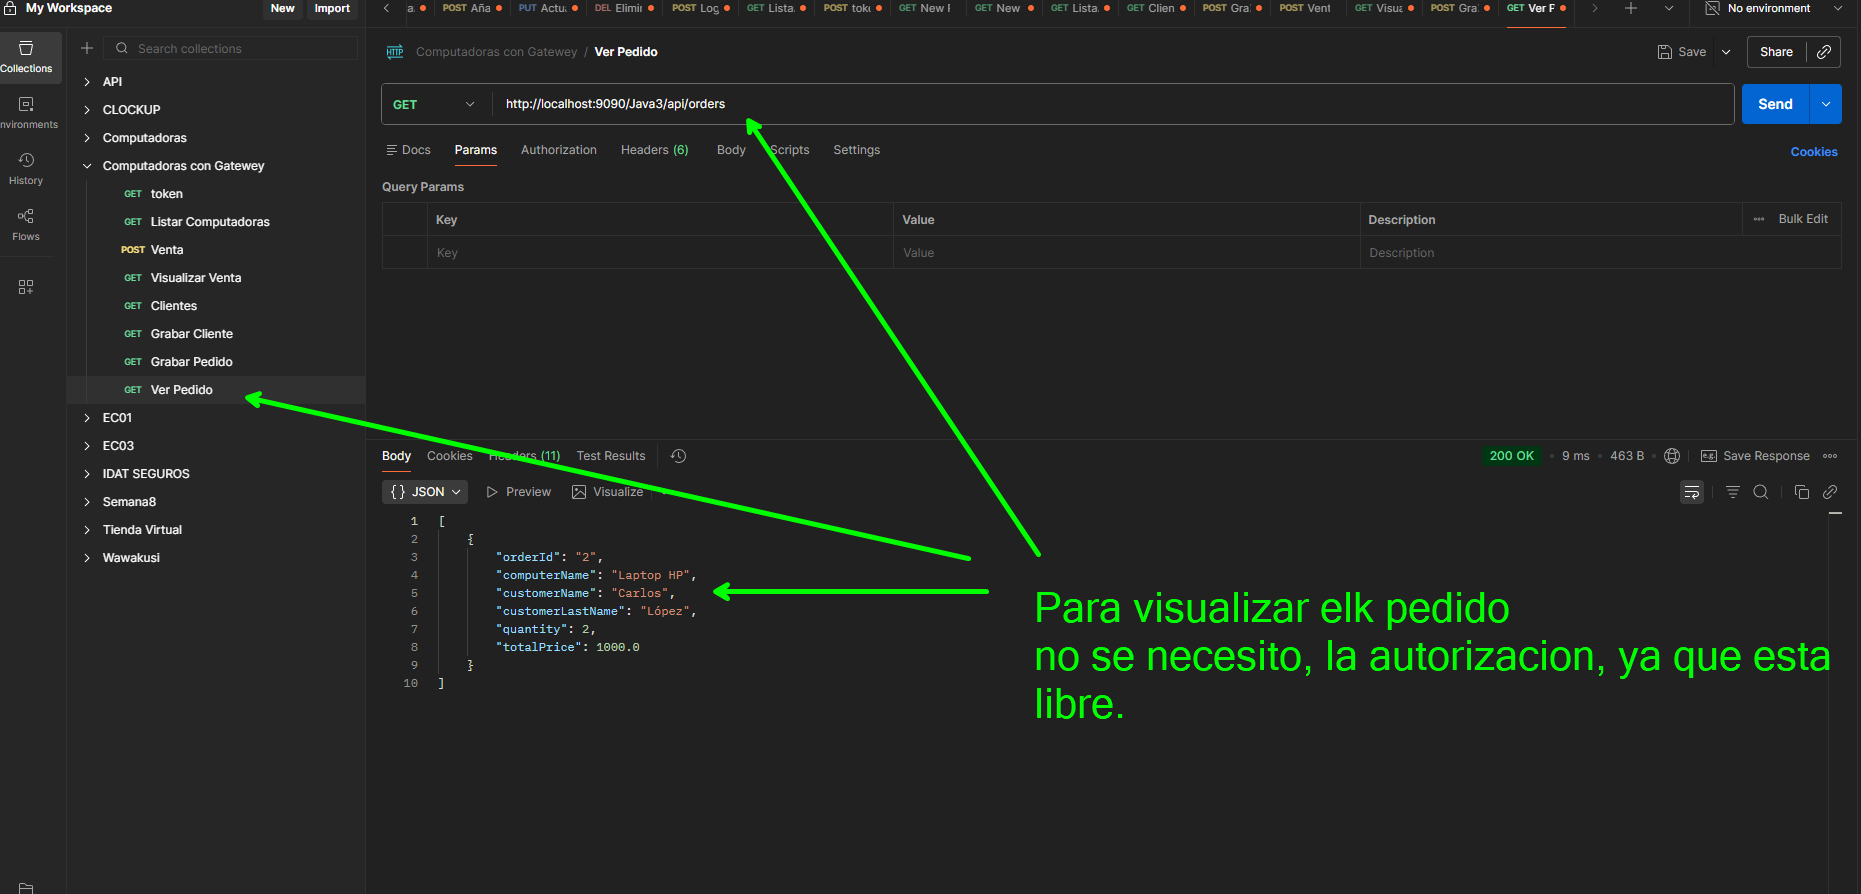 My Workspace
New
Import
POST Aña
PUT Actu
DEL Elimir
POST Log
GET Lista
POST tok
GET New
GET Lista
GET Clien
POST Gra
POST Vent
GET Visua
POST Gra
GET Ver F
No environment
Collections
Search collections
API
CLOCKUP
nvironments
Computadoras
Computadoras con Gatewey
History
GET token
GET Listar Computadoras
Flows
POST Venta
GET Visualizar Venta
GET Clientes
GET Grabar Cliente
GET Grabar Pedido
GET Ver Pedido
EC01
EC03
IDAT SEGUROS
Semana8
Tienda Virtual
Wawakusi
HTTP Computadoras con Gatewey / Ver Pedido
Save
Share
GET http://localhost:9090/Java3/api/orders
Send
Docs Params Authorization Headers (6) Body Scripts Settings
Cookies
Query Params
Key Value Description Bulk Edit
Key Value Description
Body Cookies Headers (11) Test Results
200 OK • 9 ms • 463 B • e.g. Save Response
{} JSON Preview Visualize
1 [
2 {
3 "orderId": "2",
4 "computerName": "Laptop HP",
5 "customerName": "Carlos",
6 "customerLastName": "López",
7 "quantity": 2,
8 "totalPrice": 1000.0
9 }
10 ]
Para visualizar elk pedido
no se necesito, la autorizacion, ya que esta
libre.